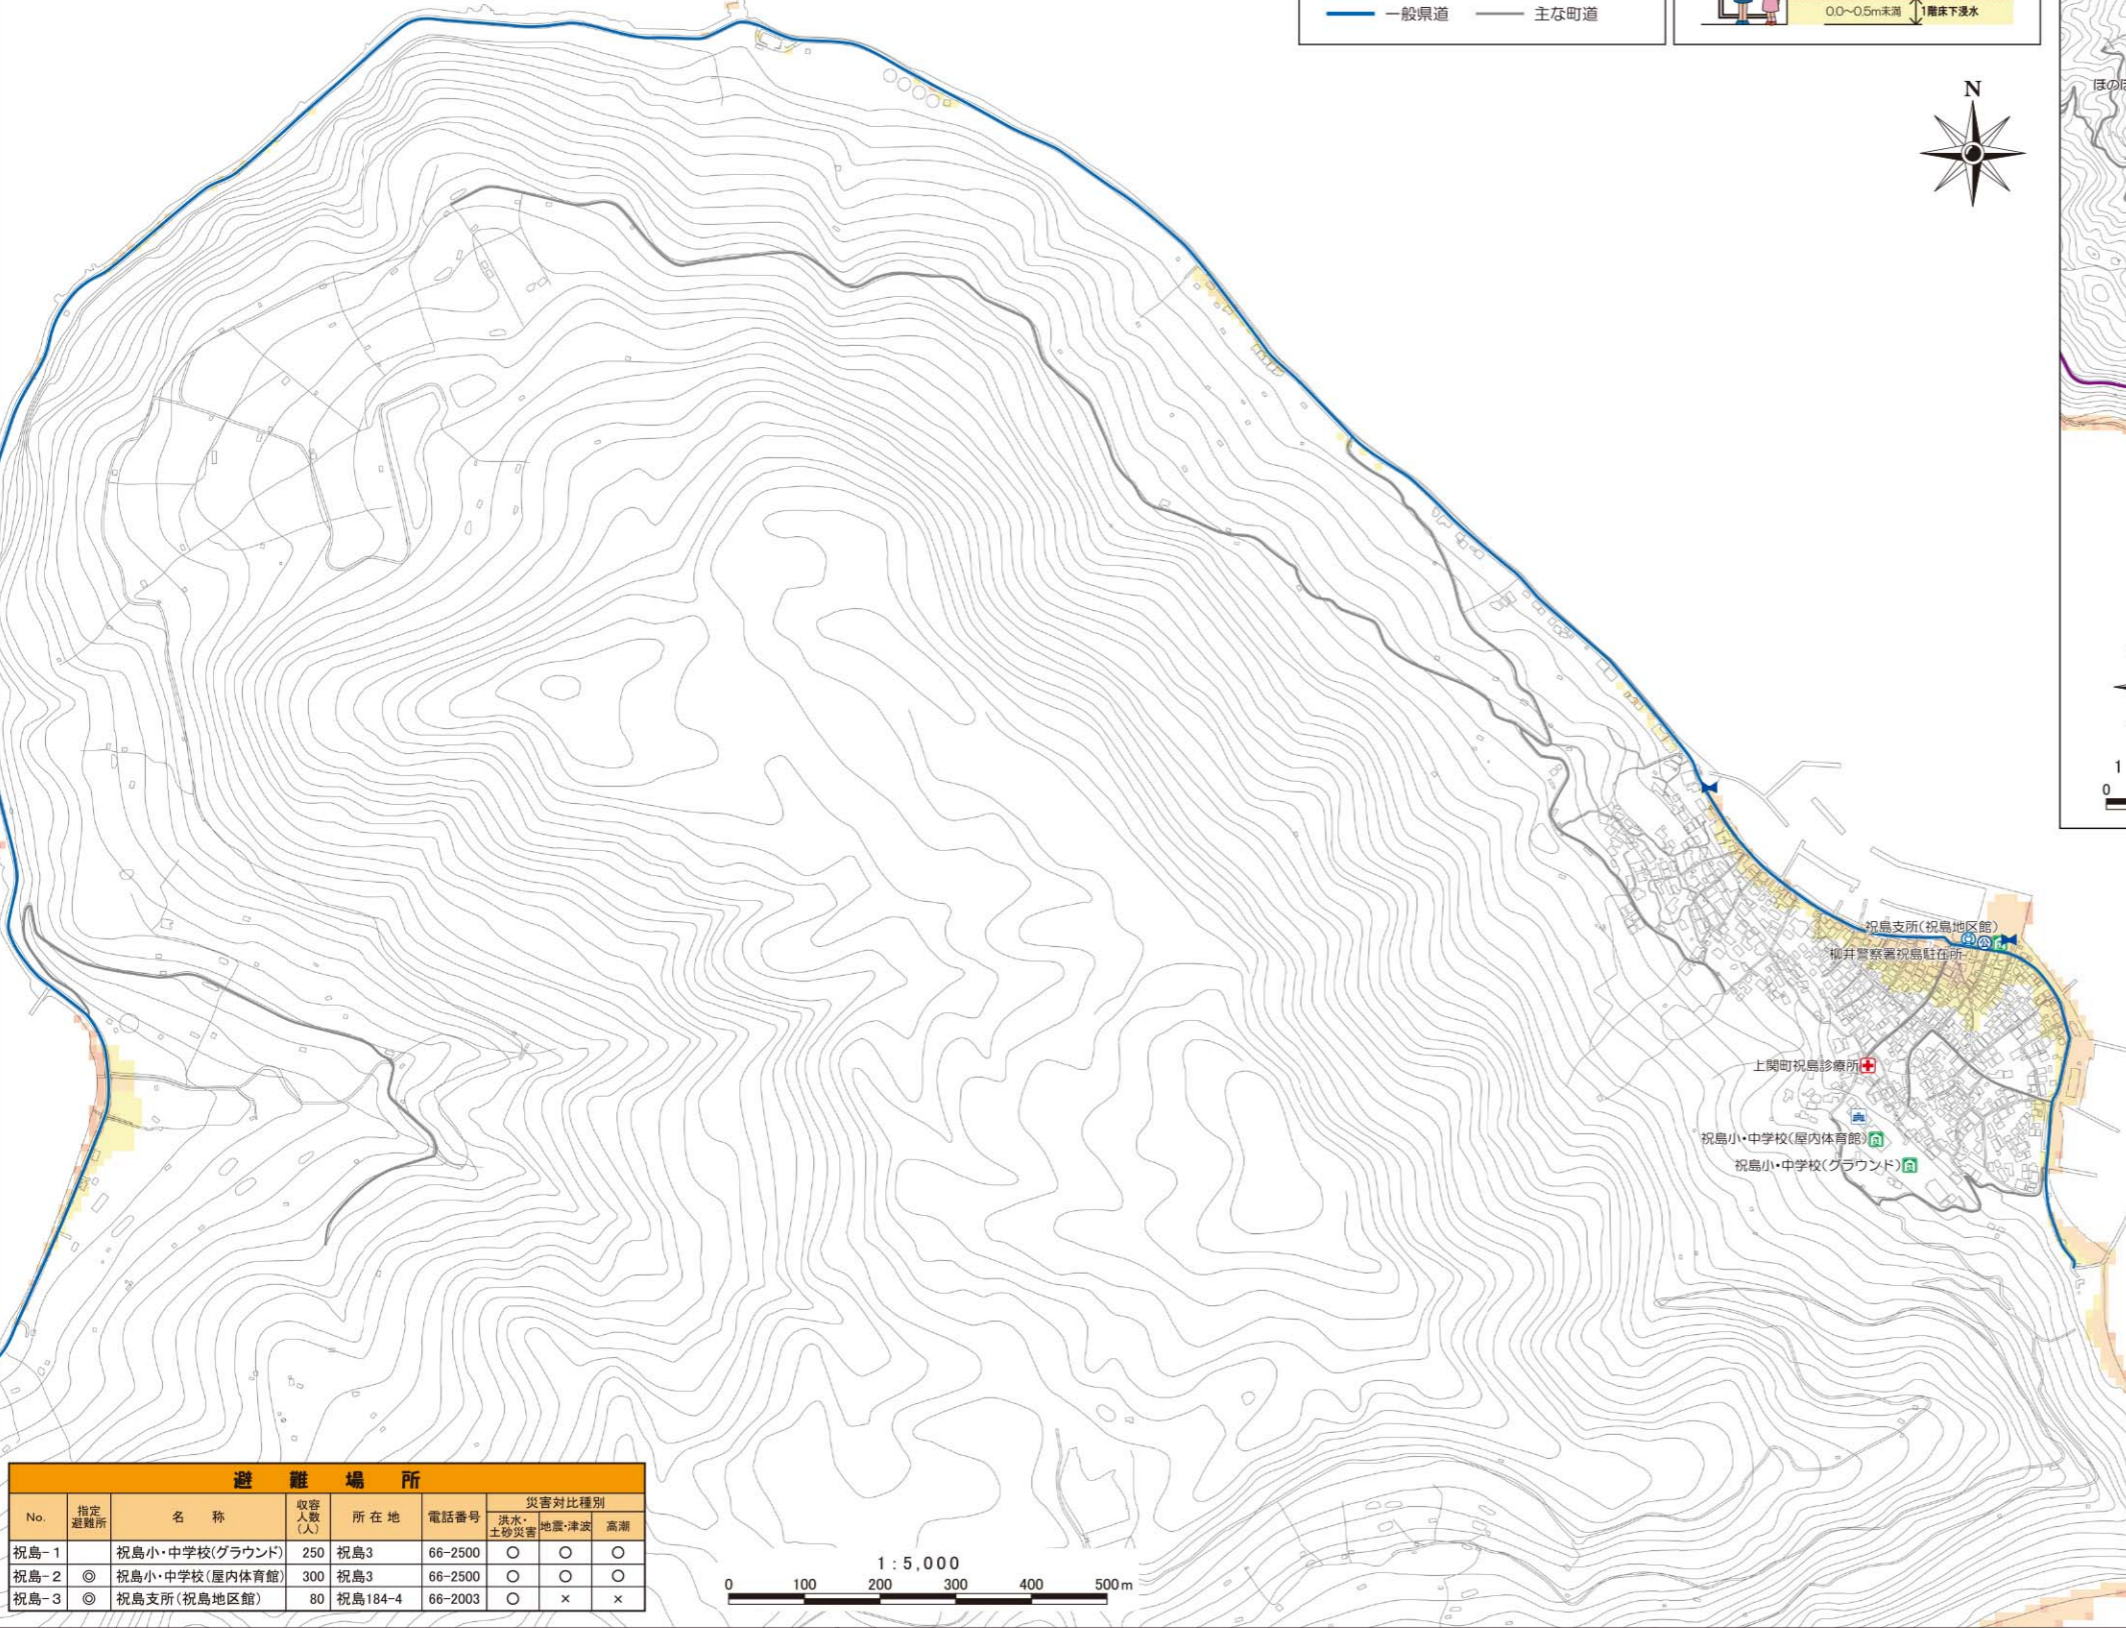 一般県道
主な町道
0.0~0.5m未満
1階床下浸水
N
ほのぼ
1
0
祝島支所(祝島地区館)
柳井警察署祝島駐在所
上関町祝島診療所
祝島小・中学校(屋内体育館)
祝島小・中学校(グラウンド)
避難場所
No. 指定避難所 名称 収容人数(人) 所在地 電話番号 災害対比種別
洪水・土砂災害 地震・津波 高潮
祝島-1 祝島小・中学校(グラウンド) 250 祝島3 66-2500 ○ ○ ○
祝島-2 ◎ 祝島小・中学校(屋内体育館) 300 祝島3 66-2500 ○ ○ ○
祝島-3 ◎ 祝島支所(祝島地区館) 80 祝島184-4 66-2003 ○ × ×
1:5,000
0 100 200 300 400 500m